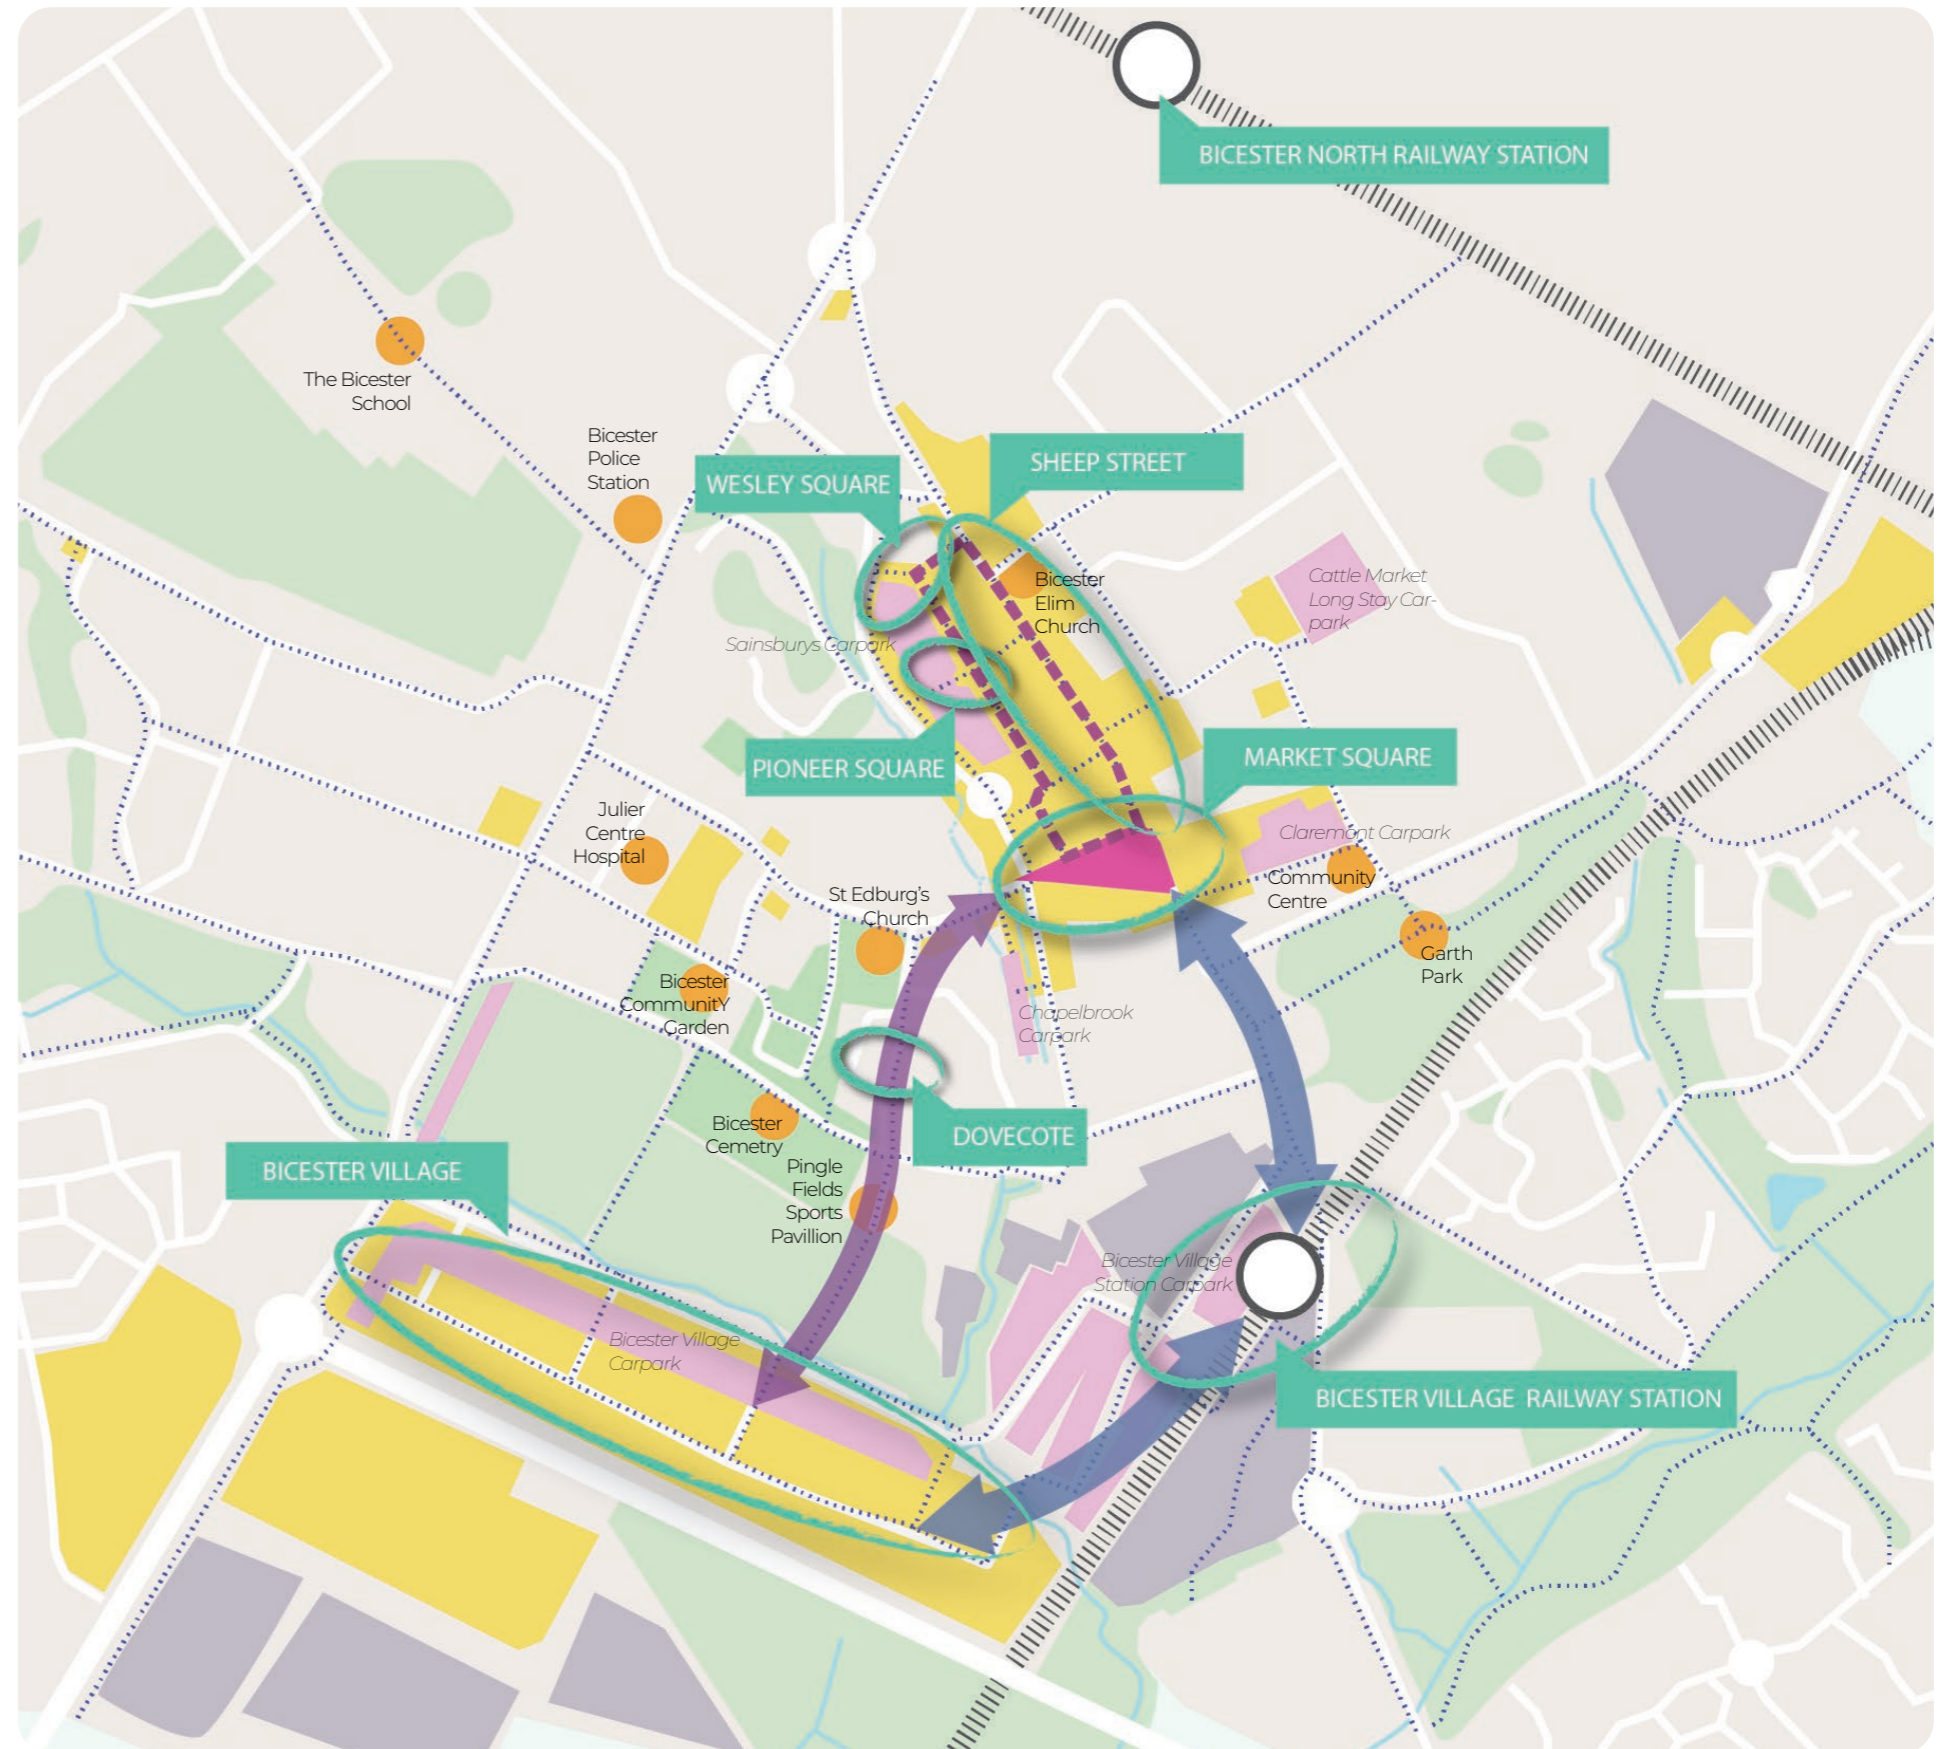 BICESTER NORTH RAILWAY STATION
The Bicester
School
Bicester
Police
Station
WESLEY SQUARE
SHEEP STREET
Bicester
Elim
Church
Cattle Market
Long Stay Car-
park
Sainsburys Carpark
PIONEER SQUARE
MARKET SQUARE
Julier
Centre
Hospital
Claremont Carpark
Community
Centre
St Edburg's
Church
Garth
Park
Bicester
CommunitY
Garden
Chapelbrook
Carpark
Bicester
Cemetry
DOVECOTE
Pingle
Fields
Sports
Pavillion
BICESTER VILLAGE
Bicester Village
Station Carpark
Bicester Village
Carpark
BICESTER VILLAGE RAILWAY STATION